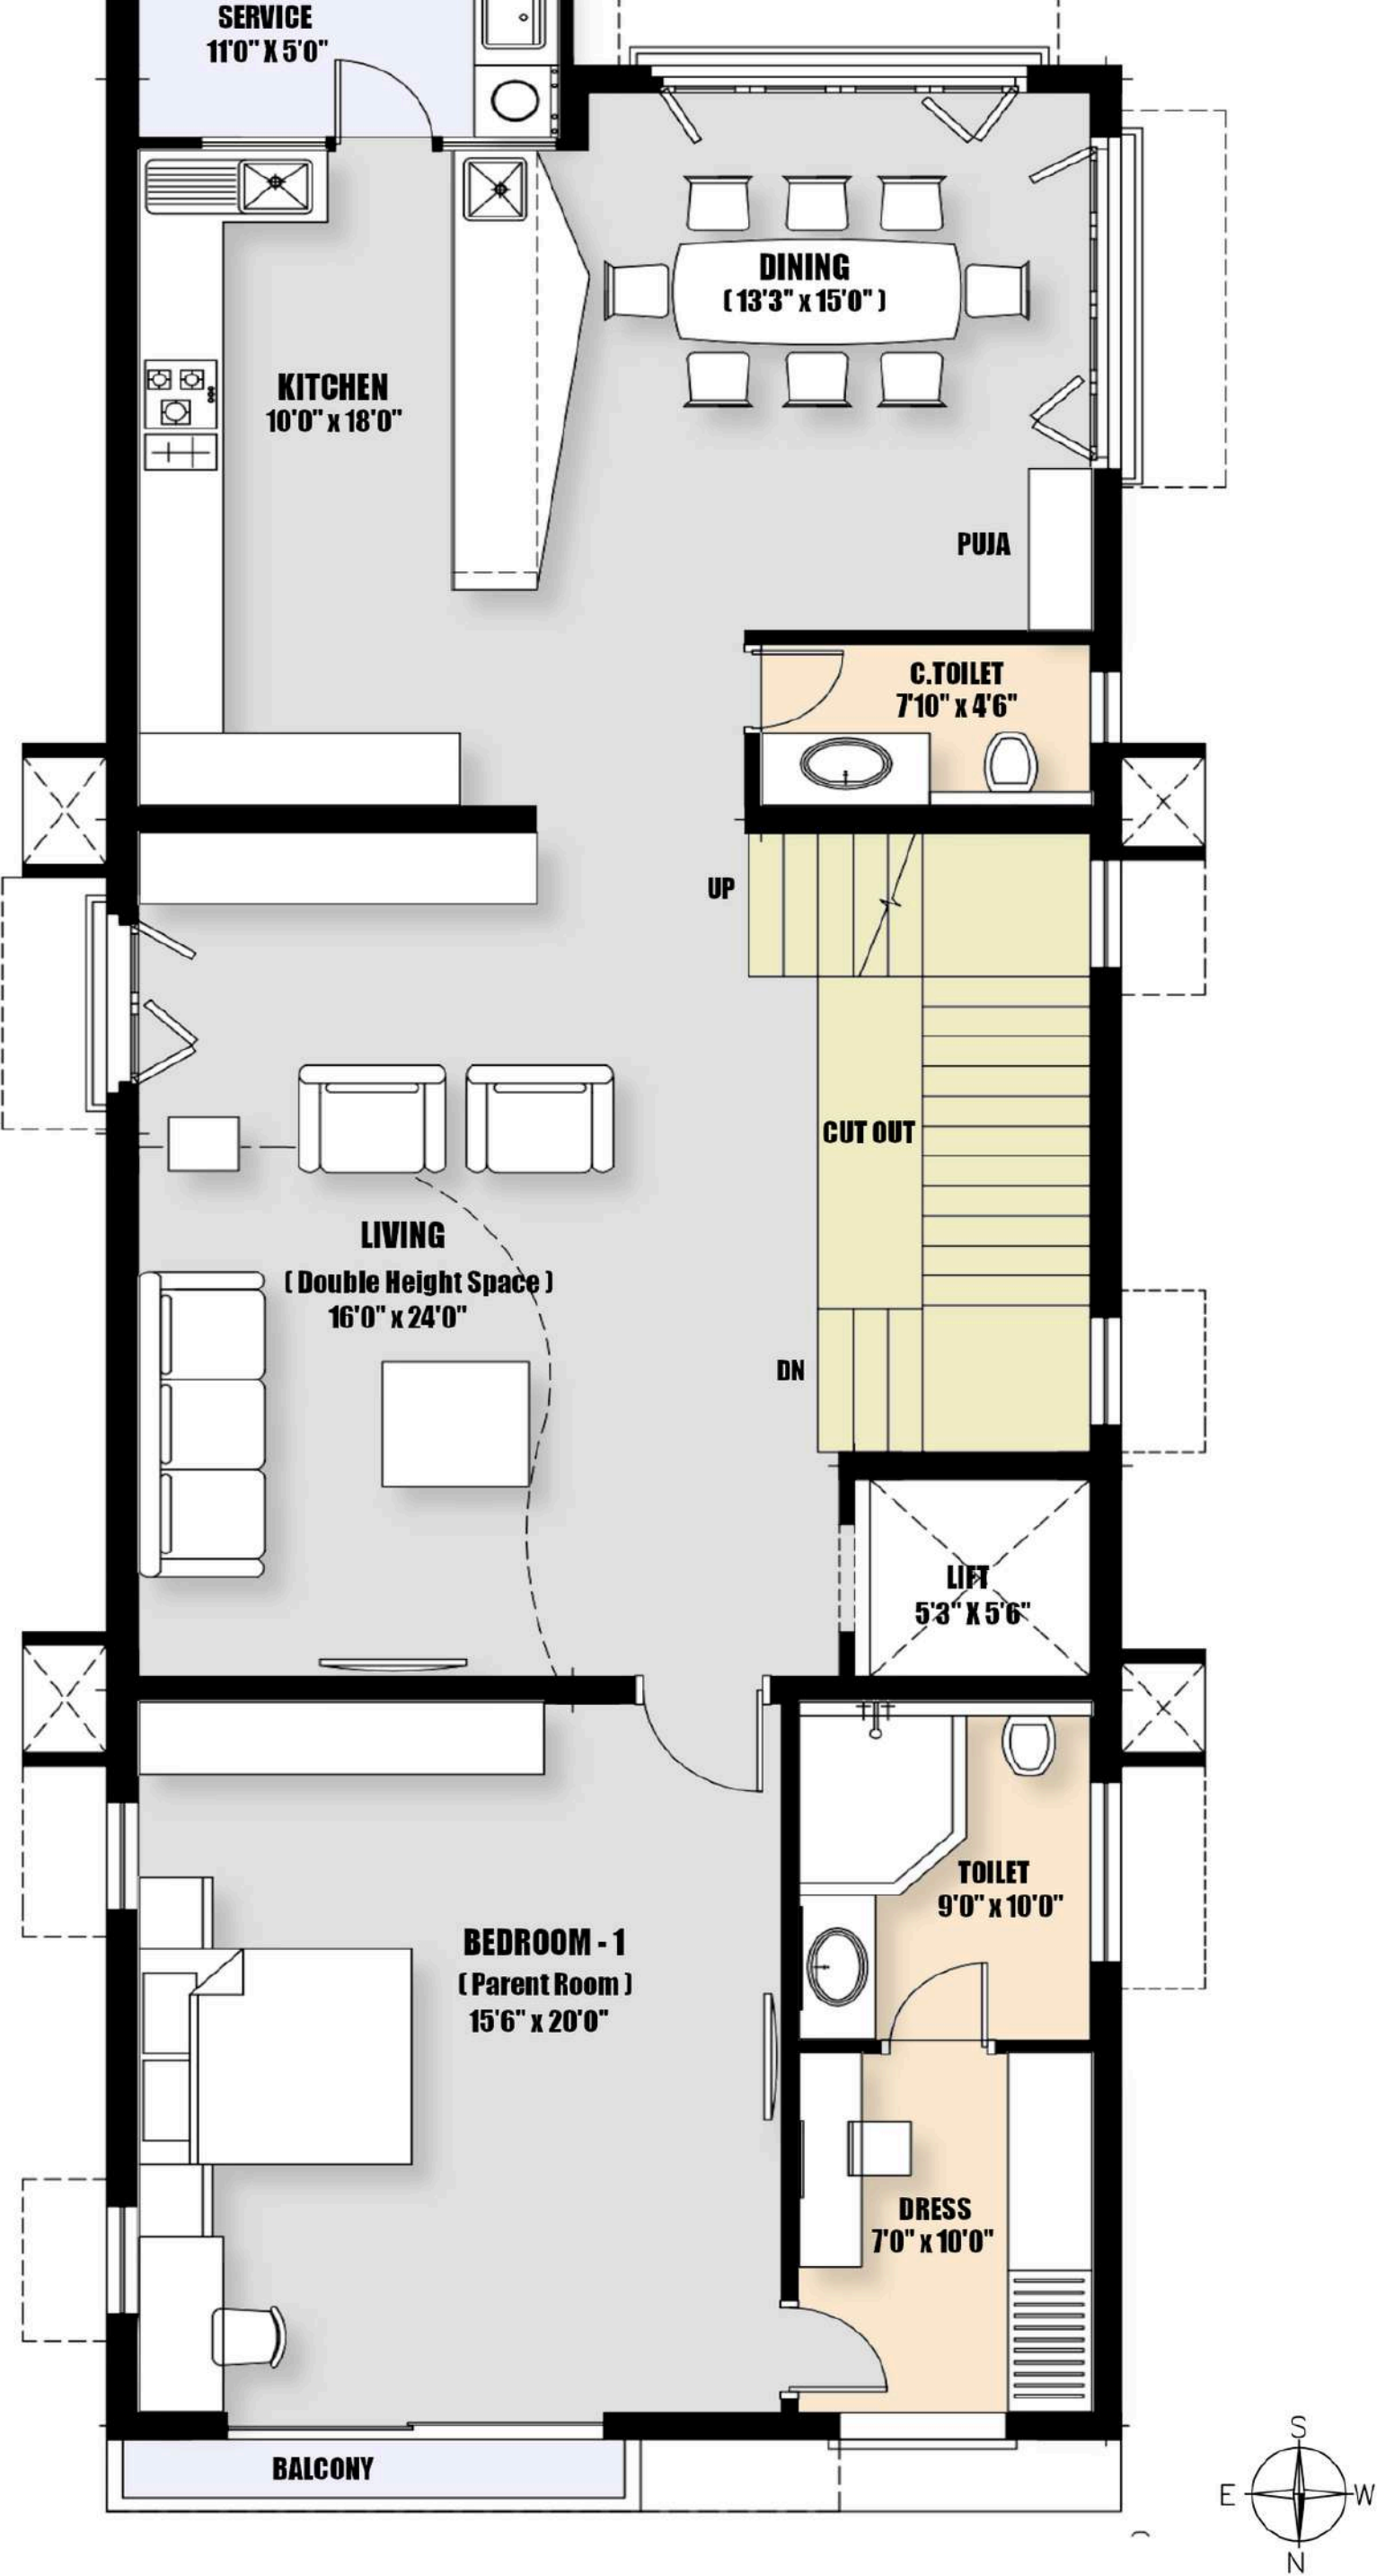 SERVICE
11'0" X 5'0"
DINING
( 13'3" x 15'0" )
KITCHEN
10'0" x 18'0"
PUJA
C.TOILET
7'10" x 4'6"
UP
CUT OUT
LIVING
( Double Height Space )
16'0" x 24'0"
DN
LIFT
5'3" X 5'6"
TOILET
9'0" x 10'0"
BEDROOM - 1
( Parent Room )
15'6" x 20'0"
DRESS
7'0" x 10'0"
BALCONY
S
E W
N